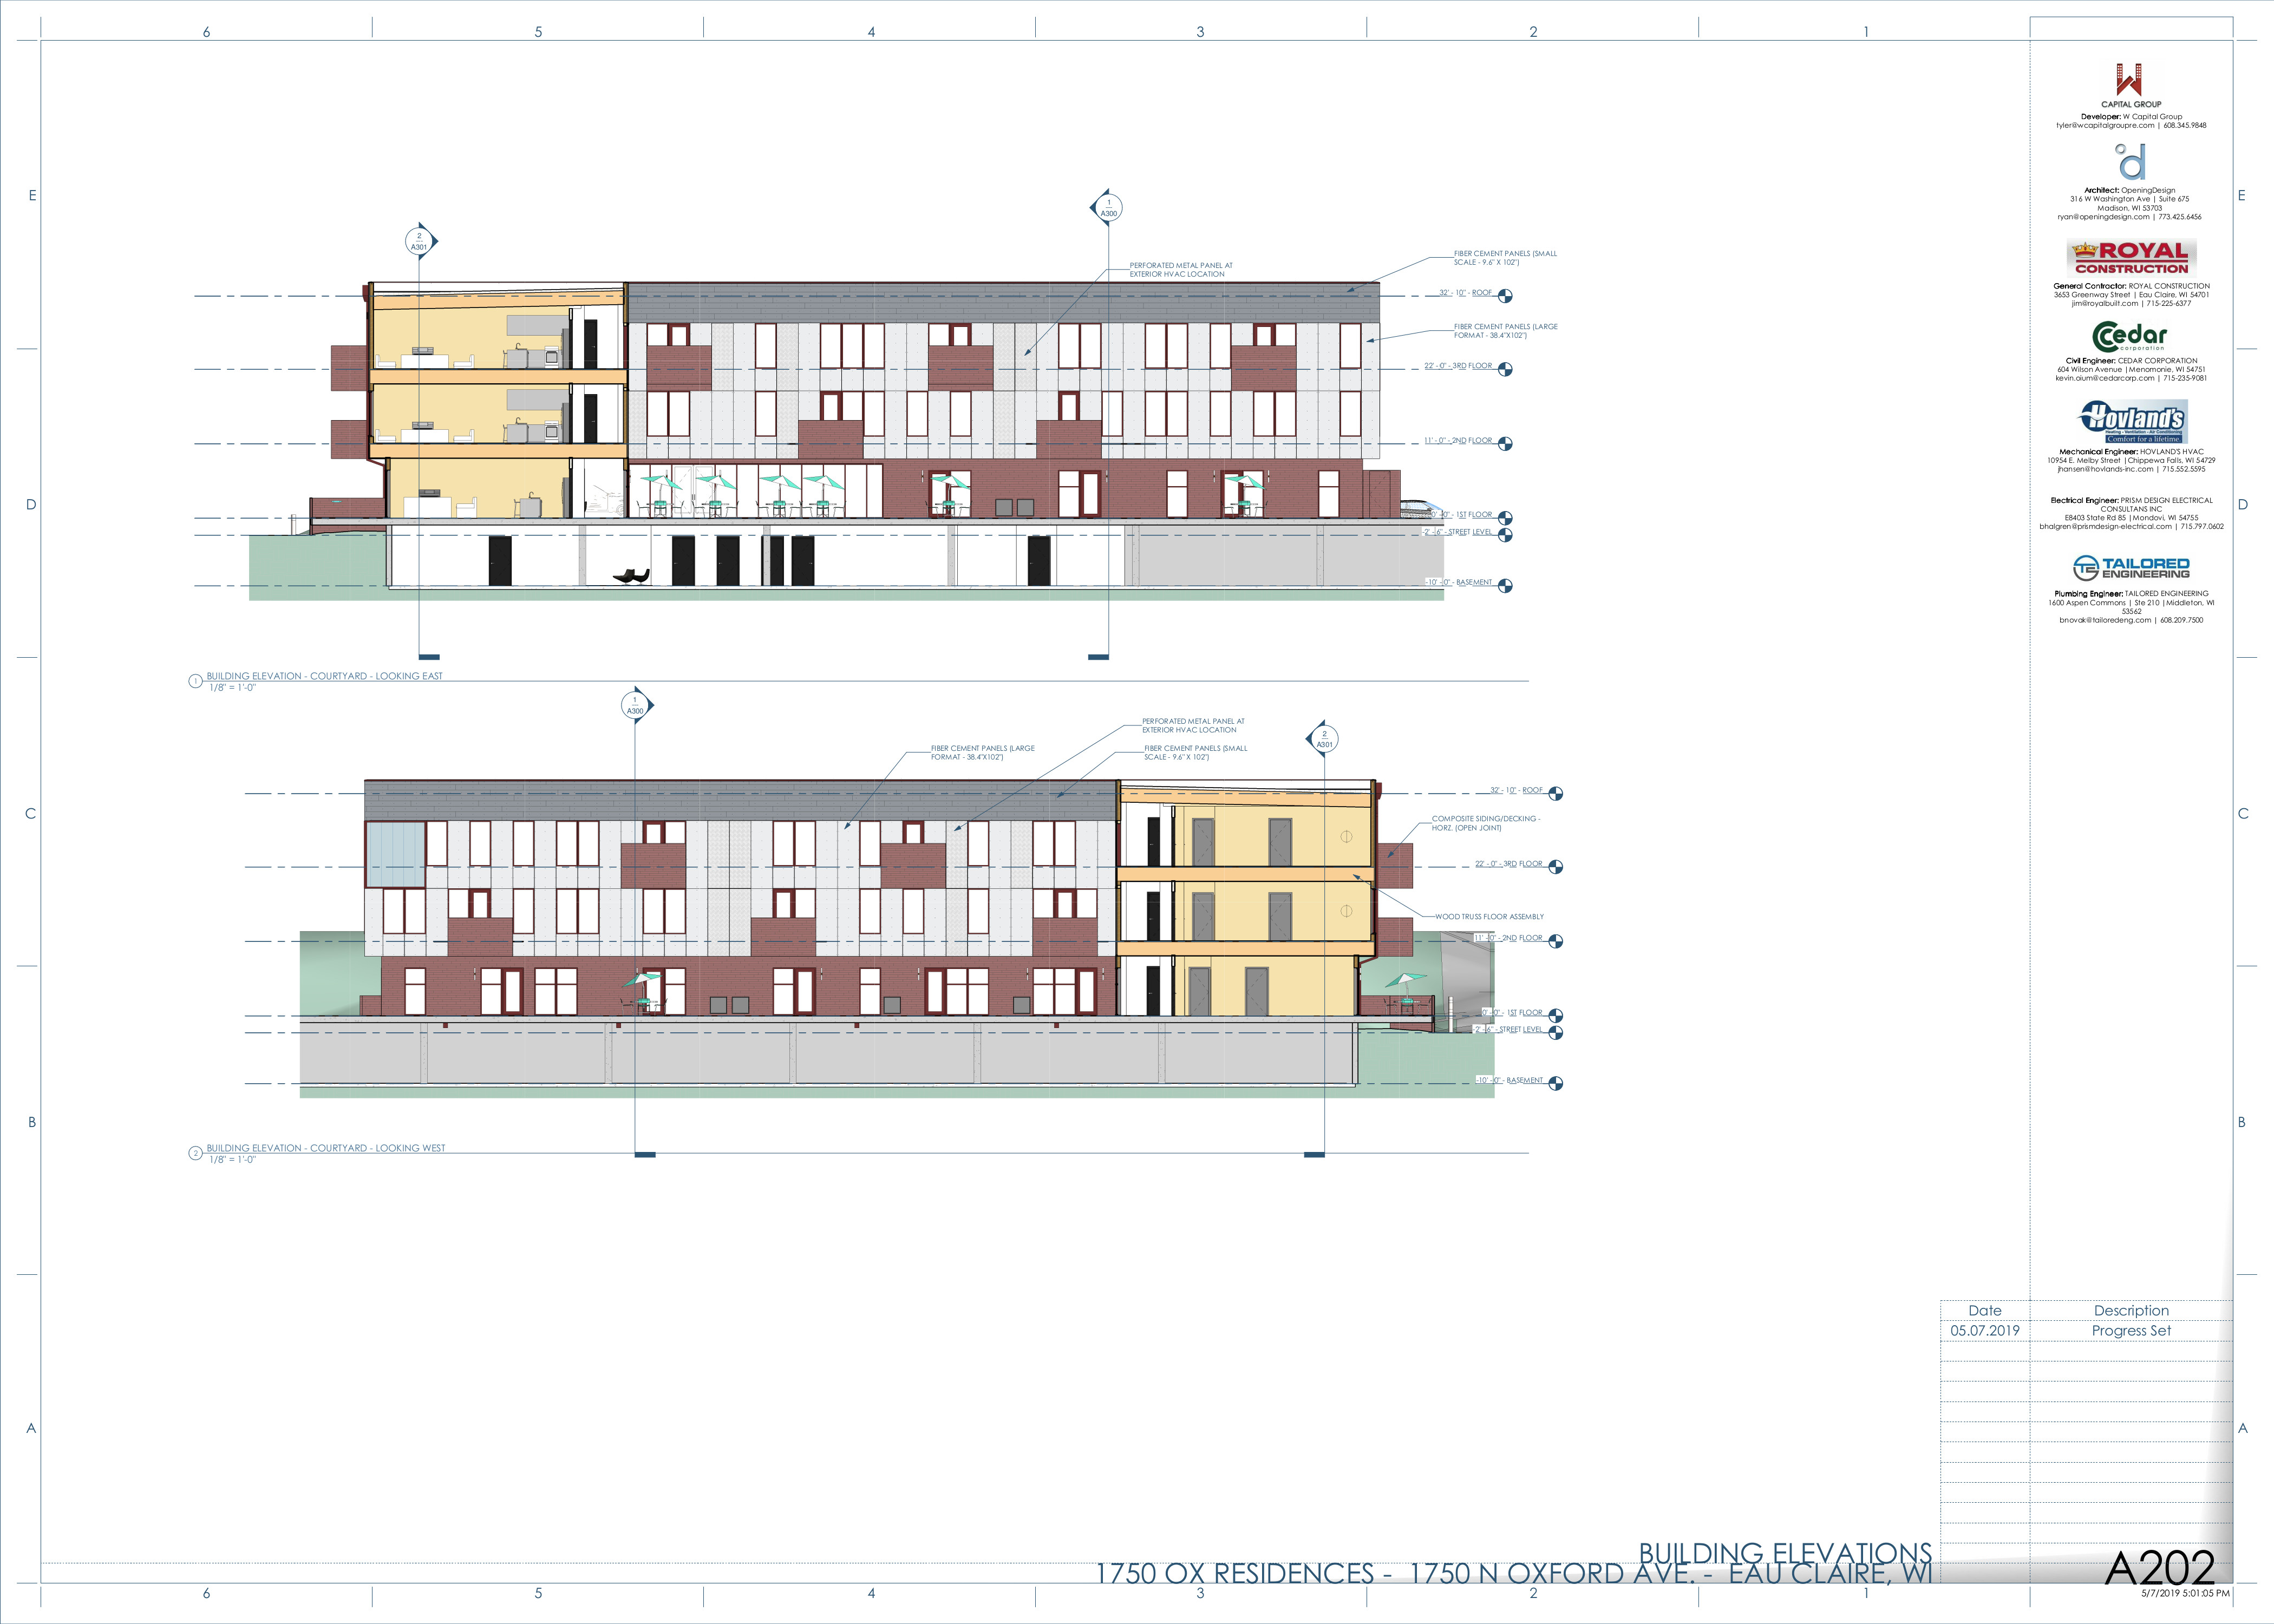 6 5 4 3 2 1
E
D
C
B
A
E
D
C
B
A
2
A301
1
A300
PERFORATED METAL PANEL AT
EXTERIOR HVAC LOCATION
FIBER CEMENT PANELS (SMALL
SCALE - 9.6" X 102")
32' - 10" - ROOF
FIBER CEMENT PANELS (LARGE
FORMAT - 38.4"X102")
22' - 0" - 3RD FLOOR
11' - 0" - 2ND FLOOR
0' - 0" - 1ST FLOOR
-2' - 6" - STREET LEVEL
-10' - 0" - BASEMENT
1 BUILDING ELEVATION - COURTYARD - LOOKING EAST
1/8" = 1'-0"
1
A300
2
A301
PERFORATED METAL PANEL AT
EXTERIOR HVAC LOCATION
FIBER CEMENT PANELS (LARGE
FORMAT - 38.4"X102")
FIBER CEMENT PANELS (SMALL
SCALE - 9.6" X 102")
32' - 10" - ROOF
COMPOSITE SIDING/DECKING -
HORZ. (OPEN JOINT)
22' - 0" - 3RD FLOOR
WOOD TRUSS FLOOR ASSEMBLY
11' - 0" - 2ND FLOOR
0' - 0" - 1ST FLOOR
-2' - 6" - STREET LEVEL
-10' - 0" - BASEMENT
2 BUILDING ELEVATION - COURTYARD - LOOKING WEST
1/8" = 1'-0"
CAPITAL GROUP
Developer: W Capital Group
tyler@wcapitalgroupre.com | 608.345.9848
d
Architect: OpeningDesign
316 W Washington Ave | Suite 675
Madison, WI 53703
ryan@openingdesign.com | 773.425.6456
ROYAL
CONSTRUCTION
General Contractor: ROYAL CONSTRUCTION
3653 Greenway Street | Eau Claire, WI 54701
jim@royalbuilt.com | 715-225-6377
Cedar
corporation
Civil Engineer: CEDAR CORPORATION
604 Wilson Avenue |Menomonie, WI 54751
kevin.oium@cedarcorp.com | 715-235-9081
Hovland's
Heating - Ventilation - Air Conditioning
Comfort for a lifetime.
Mechanical Engineer: HOVLAND'S HVAC
10954 E. Melby Street |Chippewa Falls, WI 54729
jhansen@hovlands-inc.com | 715.552.5595
Electrical Engineer: PRISM DESIGN ELECTRICAL
CONSULTANS INC
E8403 State Rd 85 |Mondovi, WI 54755
bhalgren@prismdesign-electrical.com | 715.797.0602
TE TAILORED
ENGINEERING
Plumbing Engineer: TAILORED ENGINEERING
1600 Aspen Commons | Ste 210 |Middleton, WI
53562
bnovak@tailoredeng.com | 608.209.7500
Date Description
05.07.2019 Progress Set
BUILDING ELEVATIONS
1750 OX RESIDENCES - 1750 N OXFORD AVE. - EAU CLAIRE, WI
A202
5/7/2019 5:01:05 PM
6 5 4 3 2 1